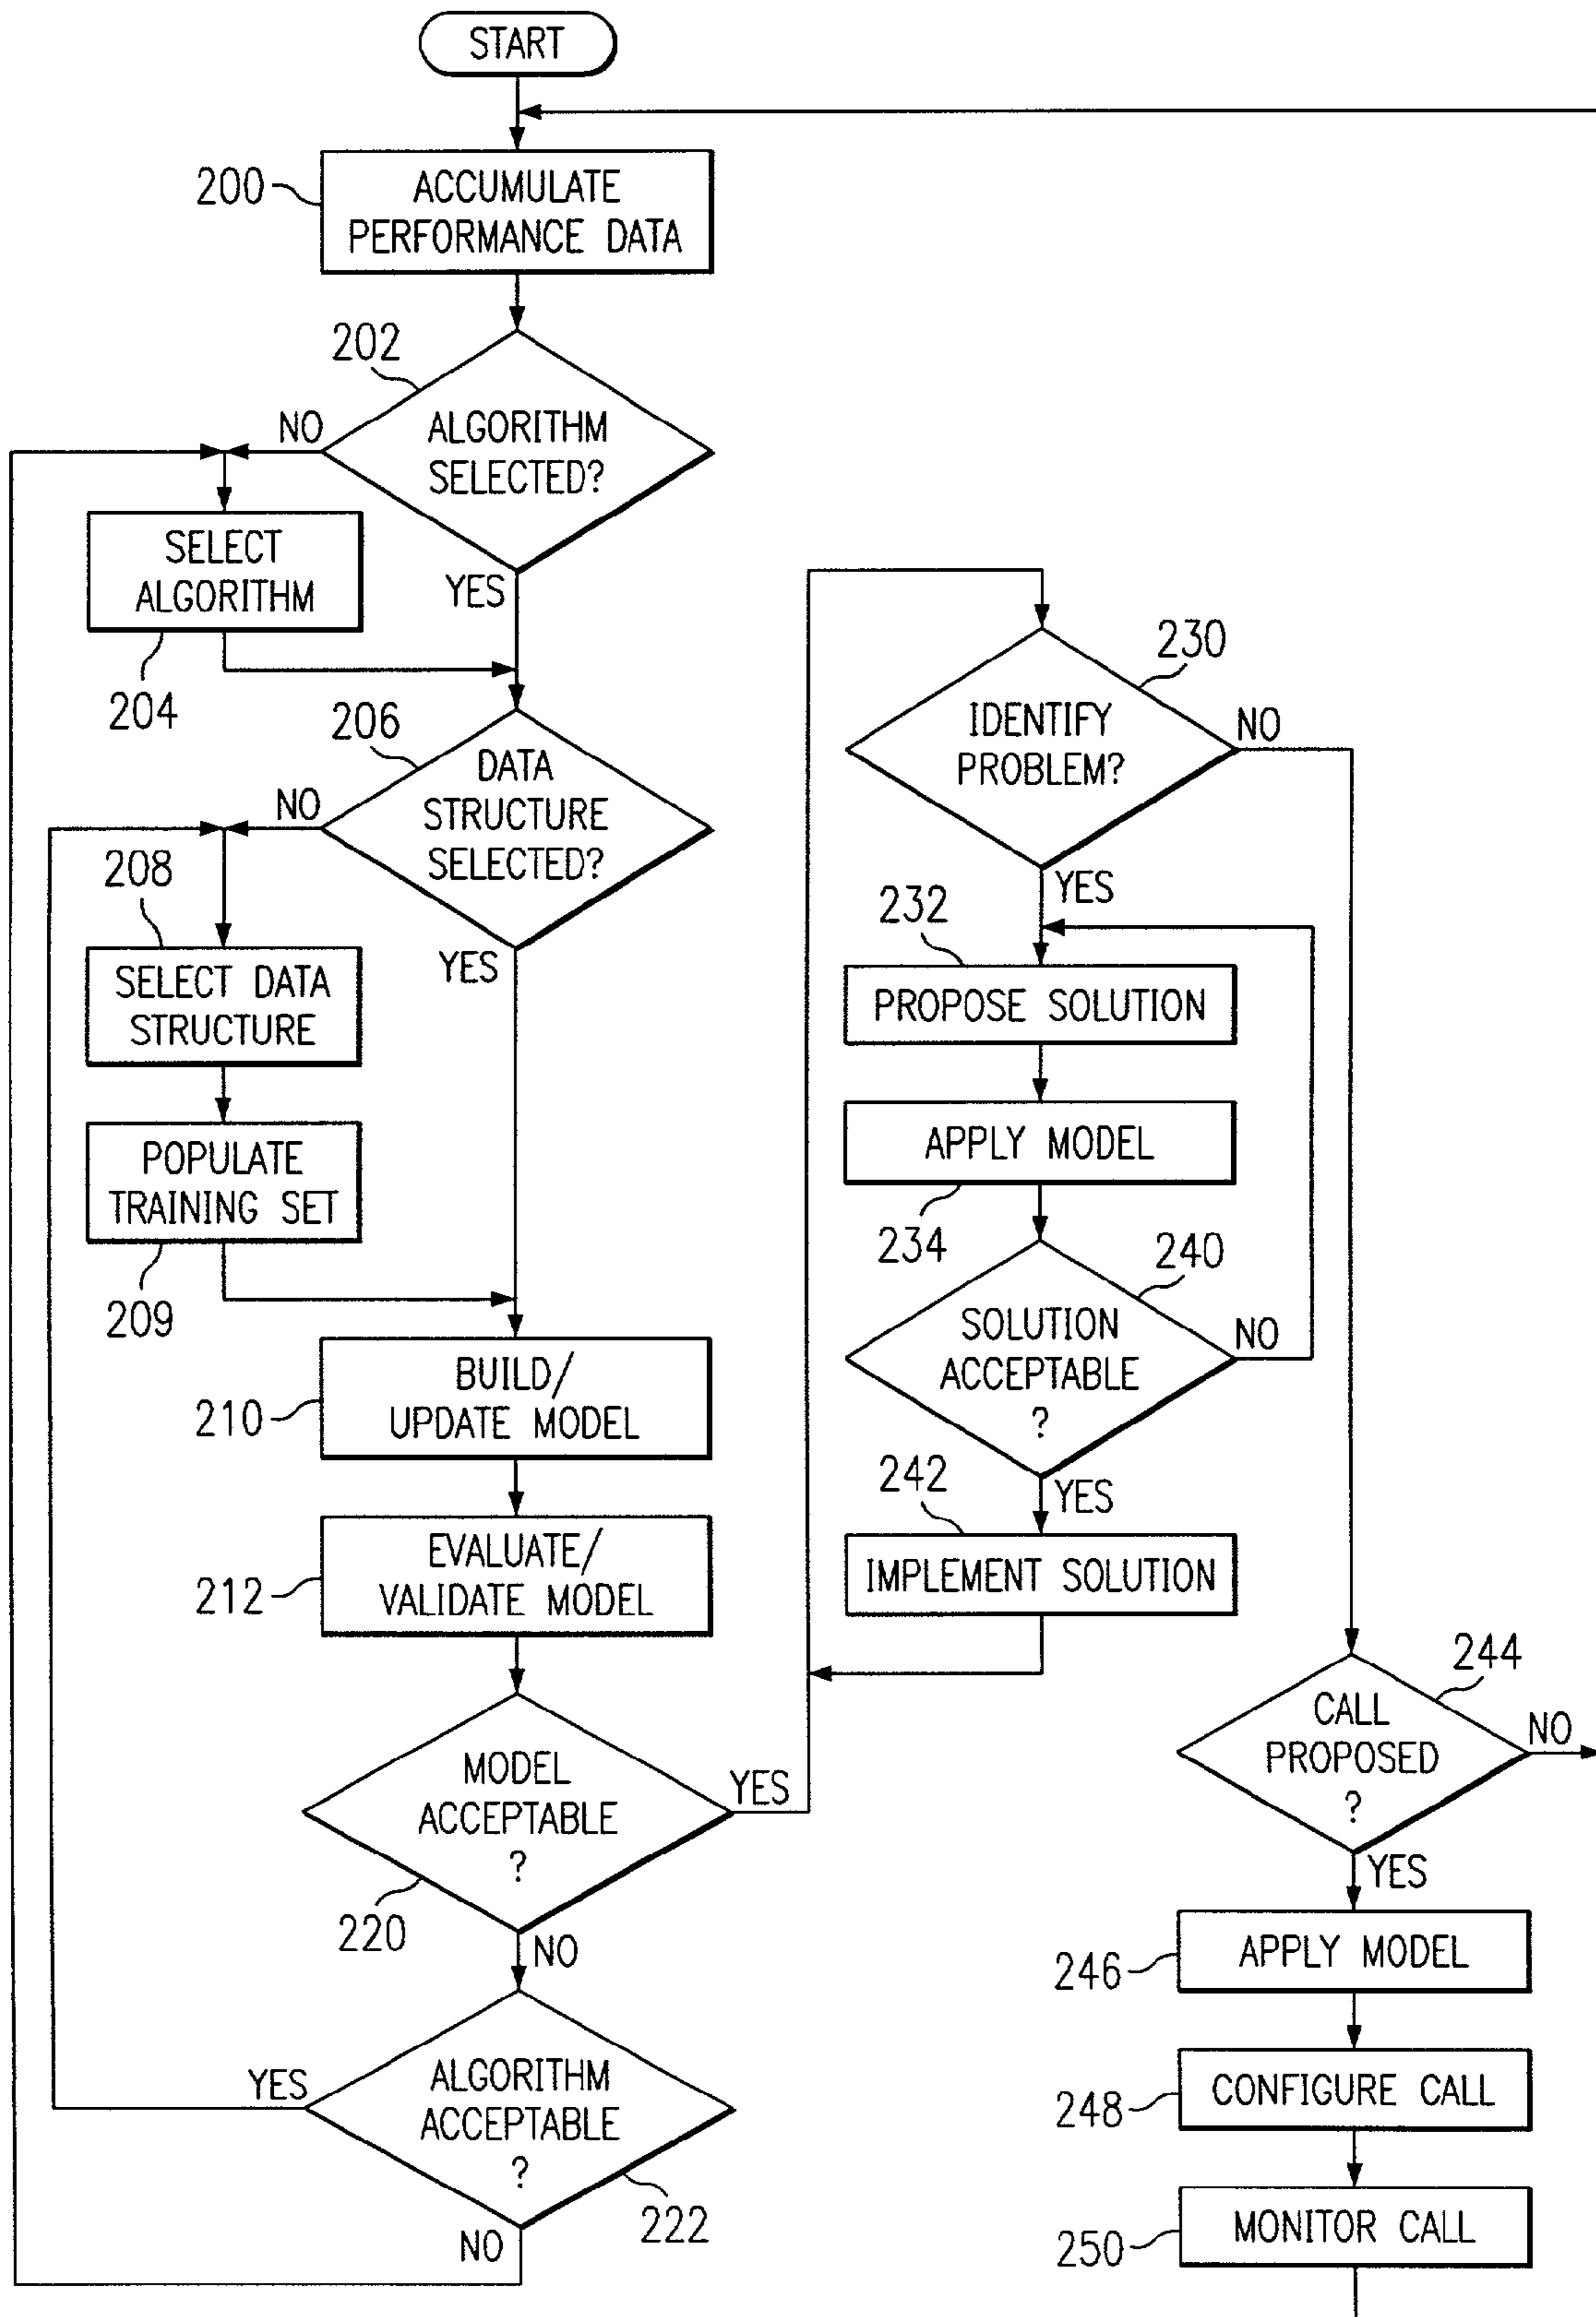 START
200
ACCUMULATE
PERFORMANCE DATA
202
ALGORITHM
SELECTED?
NO
YES
SELECT
ALGORITHM
204
206
DATA
STRUCTURE
SELECTED?
NO
YES
208
SELECT DATA
STRUCTURE
POPULATE
TRAINING SET
209
210
BUILD/
UPDATE MODEL
212
EVALUATE/
VALIDATE MODEL
MODEL
ACCEPTABLE
?
YES
220
NO
ALGORITHM
ACCEPTABLE
?
YES
222
NO
230
IDENTIFY
PROBLEM?
NO
YES
232
PROPOSE SOLUTION
APPLY MODEL
234
240
SOLUTION
ACCEPTABLE
?
NO
YES
242
IMPLEMENT SOLUTION
244
CALL
PROPOSED
?
NO
YES
246
APPLY MODEL
248
CONFIGURE CALL
250
MONITOR CALL